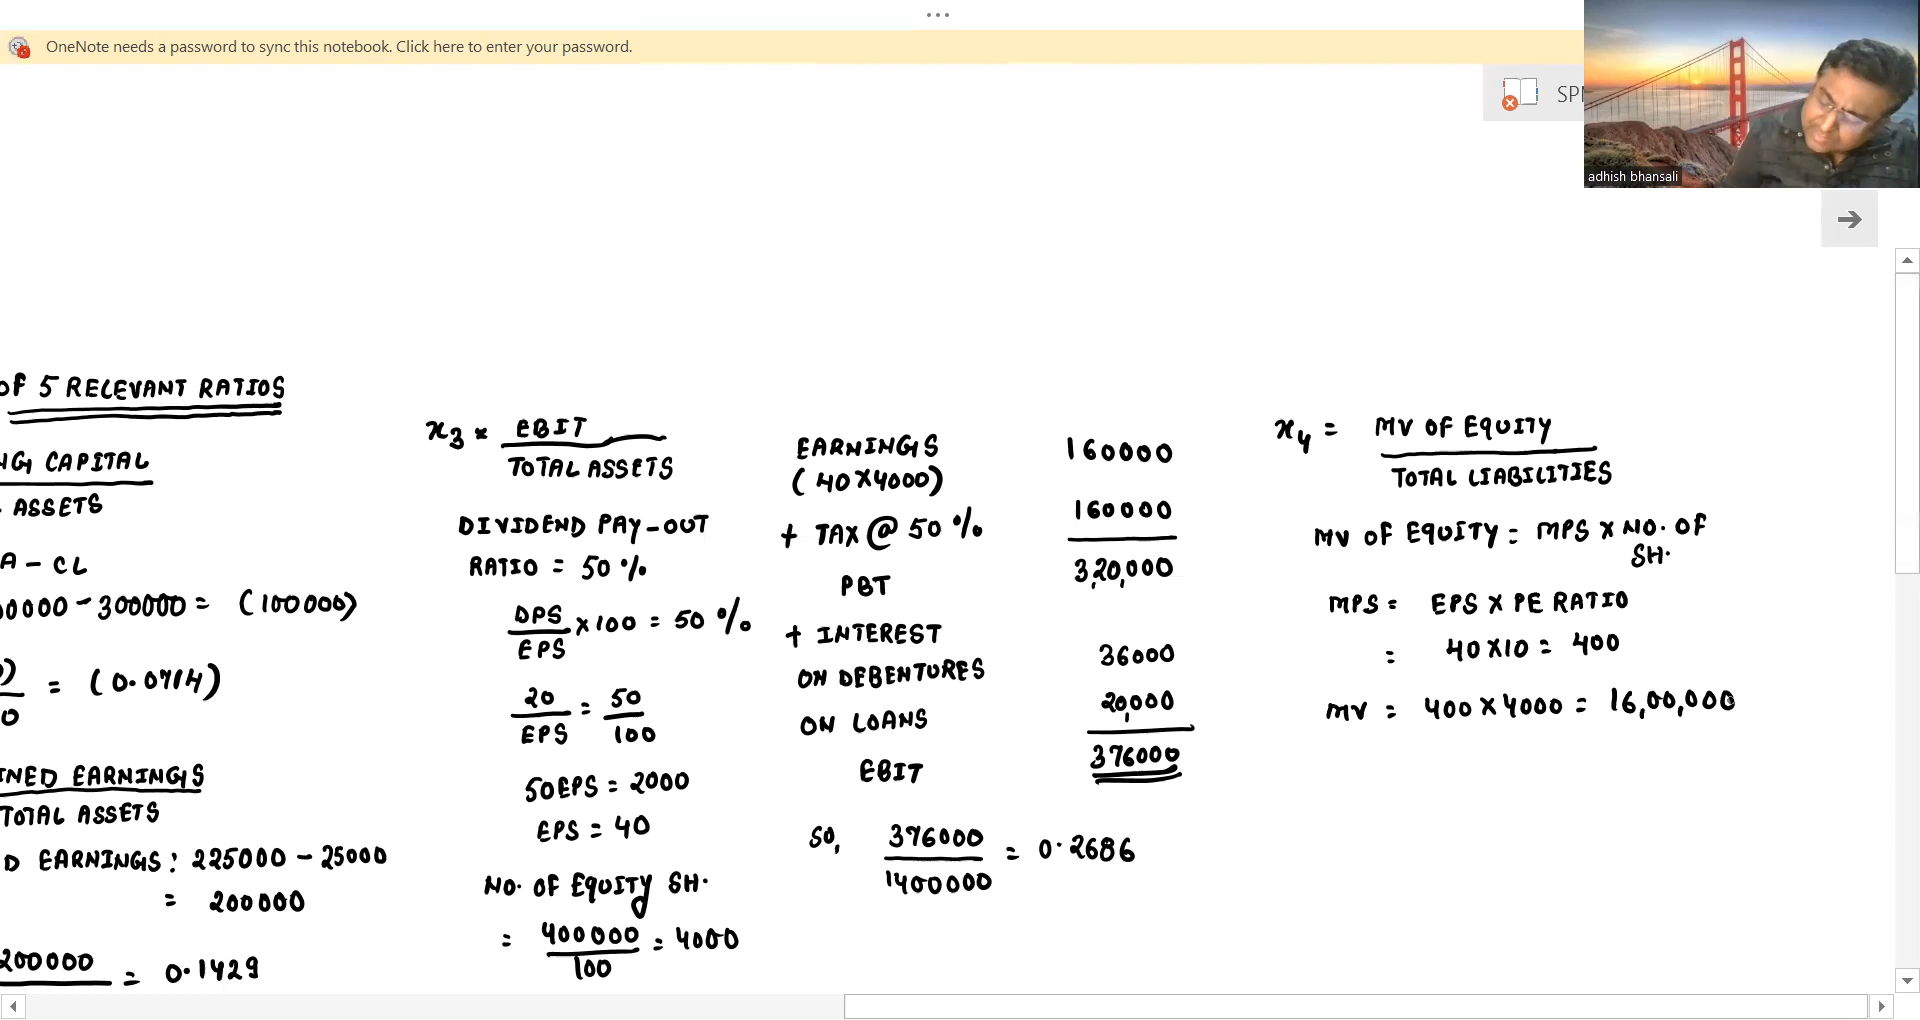 OneNote needs a password to sync this notebook. Click here to enter your password.
SPM
adhish bhansali
OF 5 RELEVANT RATIOS
NG CAPITAL
ASSETS
A - CL
00000 - 300000 = (100000)
0) = (0.0714)
0
INED EARNINGS
TOTAL ASSETS
D EARNINGS: 225000 - 25000
= 200000
200000 = 0.1429
x3 = EBIT
TOTAL ASSETS
DIVIDEND PAY-OUT
RATIO = 50%
DPS × 100 = 50%
EPS
20 = 50
EPS 100
50EPS = 2000
EPS = 40
NO. OF EQUITY SH.
= 400000 = 4000
100
EARNINGS 160000
(40×4000)
+ TAX @ 50% 160000
PBT 3,20,000
+ INTEREST
ON DEBENTURES 36000
ON LOANS 20,000
EBIT 376000
SO, 376000 = 0.2686
1400000
x4 = MV OF EQUITY
TOTAL LIABILITIES
MV OF EQUITY = MPS × NO. OF
SH.
MPS = EPS × PE RATIO
= 40×10 = 400
MV = 400×4000 = 16,00,000